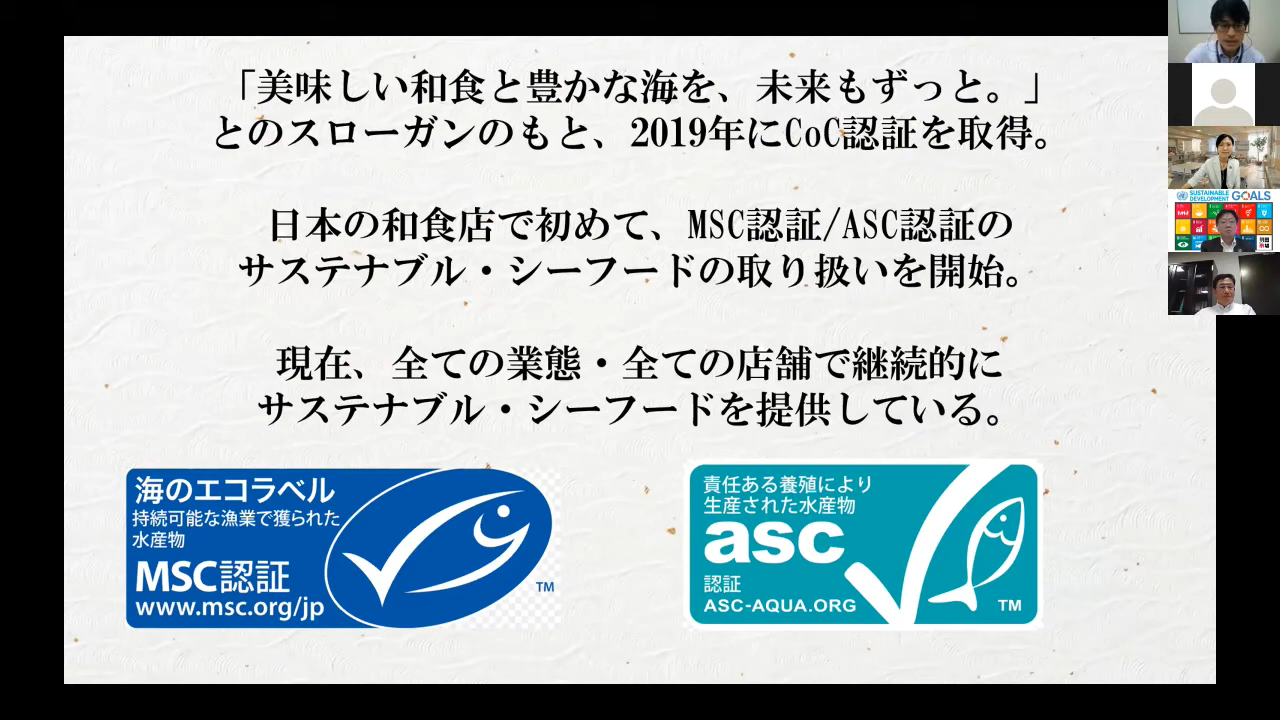 「美味しい和食と豊かな海を、未来もずっと。」
とのスローガンのもと、2019年にCoC認証を取得。
日本の和食店で初めて、MSC認証/ASC認証の
サステナブル・シーフードの取り扱いを開始。
現在、全ての業態・全ての店舗で継続的に
サステナブル・シーフードを提供している。
海のエコラベル
持続可能な漁業で獲られた
水産物
MSC認証
www.msc.org/jp
TM
責任ある養殖により
生産された水産物
asc
認証
ASC-AQUA.ORG
TM
SUSTAINABLE
DEVELOPMENT
GOALS